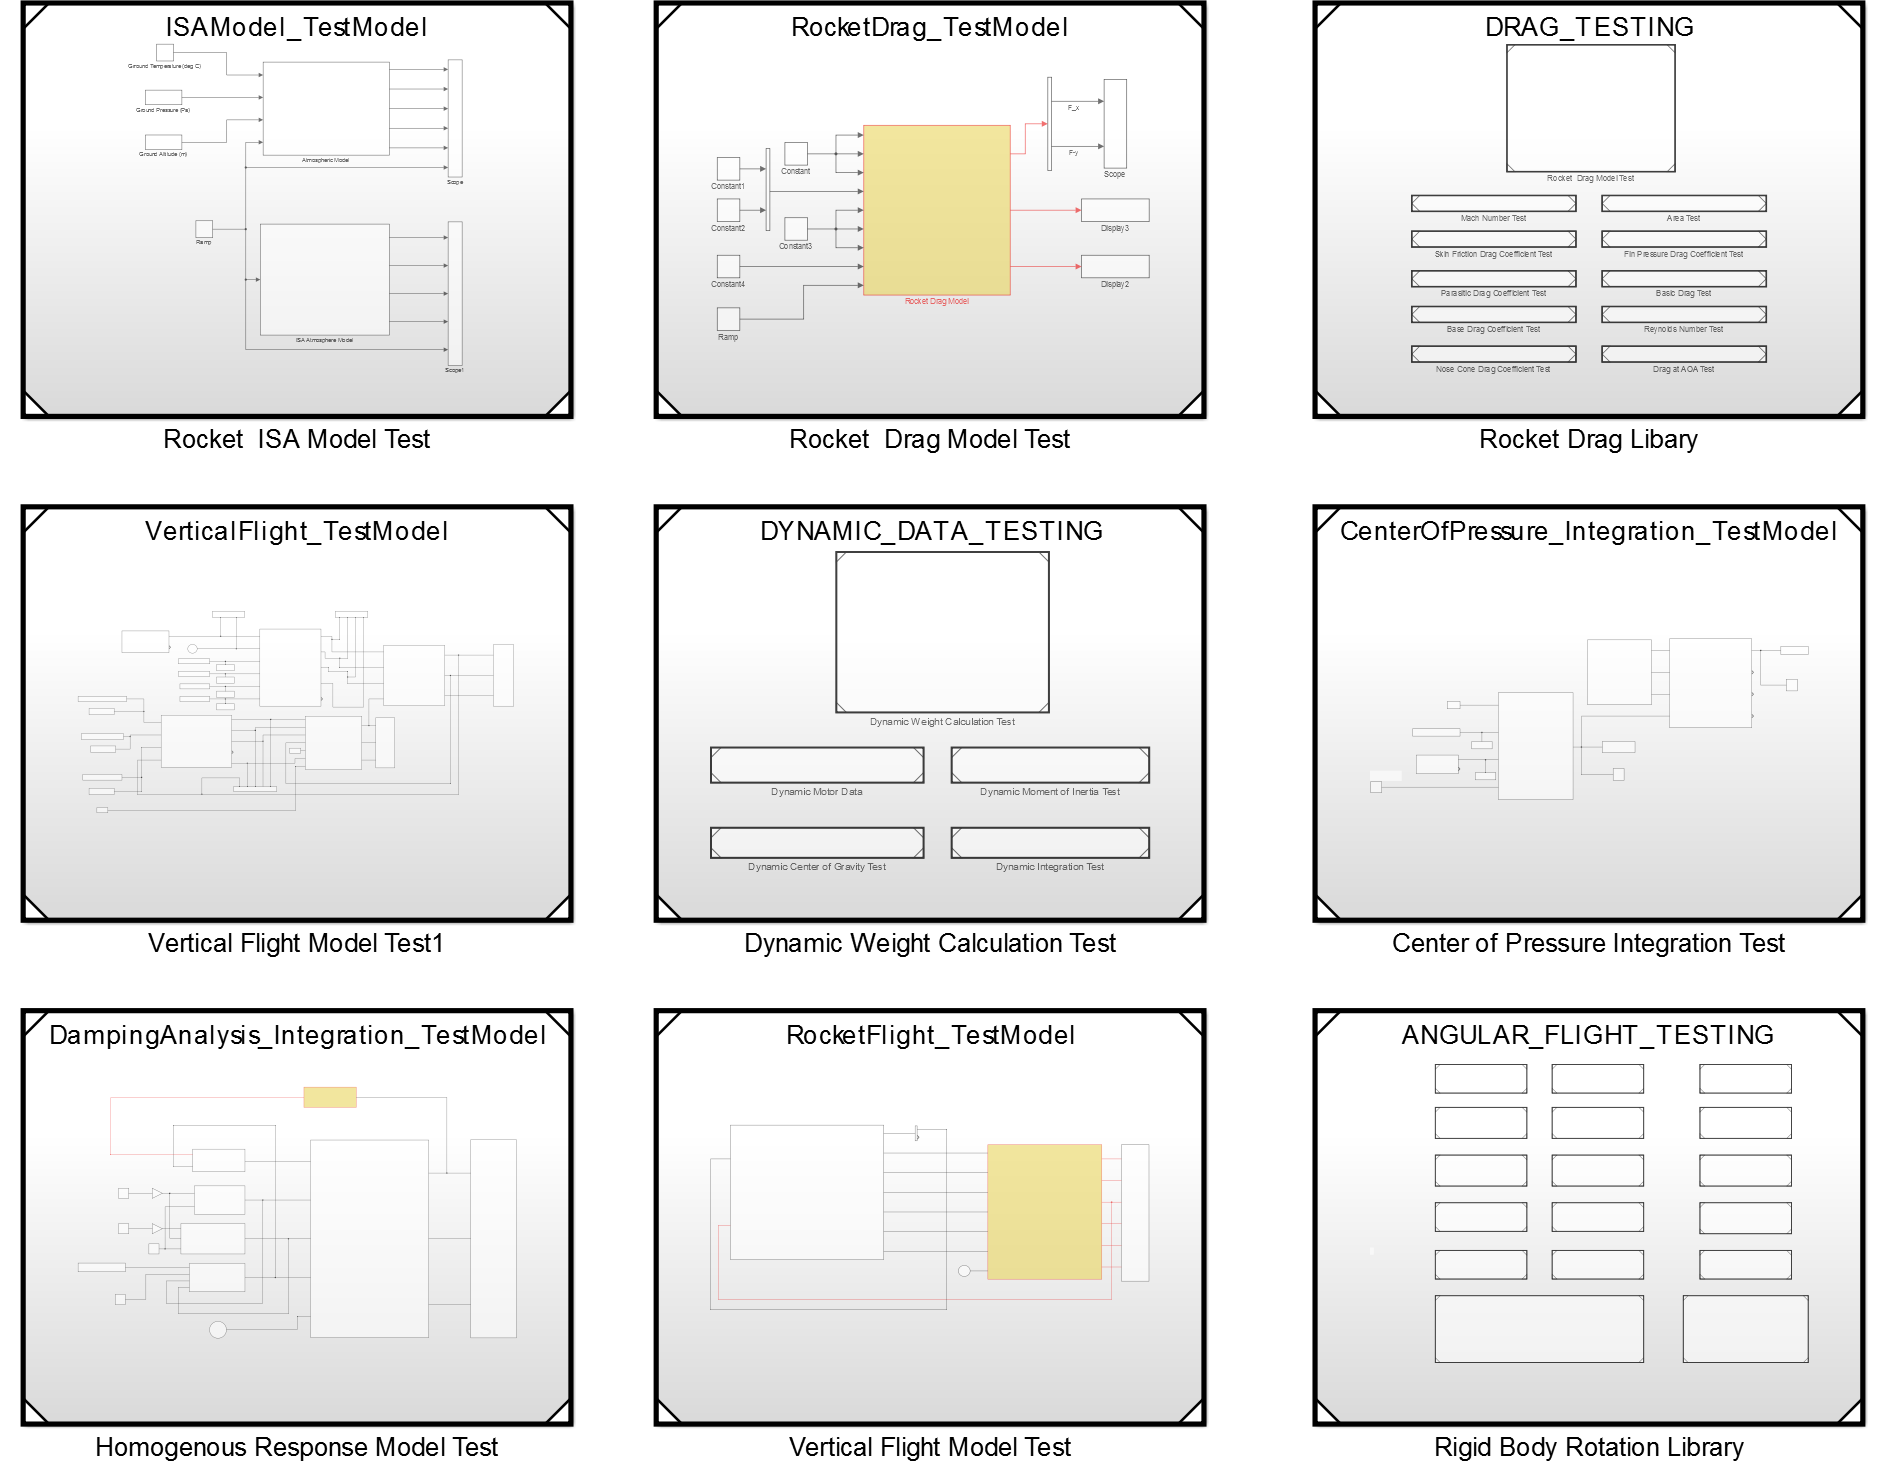 ISAModel_TestModel
Ground Temperature (deg C)
Ground Pressure (Pa)
Ground Altitude (m)
Atmospheric Model
Scope
Ramp
ISA Atmosphere Model
Scope1
Rocket  ISA Model Test
RocketDrag_TestModel
F_x
F-y
Scope
Constant
Constant1
Constant2
Constant3
Display3
Constant4
Display2
Rocket Drag Model
Ramp
Rocket  Drag Model Test
DRAG_TESTING
Rocket  Drag Model Test
Mach Number Test
Area Test
Skin Friction Drag Coefficient Test
Fin Pressure Drag Coefficient Test
Parasitic Drag Coefficient Test
Basic Drag Test
Base Drag Coefficient Test
Reynolds Number Test
Nose Cone Drag Coefficient Test
Drag at AOA Test
Rocket Drag Libary
VerticalFlight_TestModel
Vertical Flight Model Test1
DYNAMIC_DATA_TESTING
Dynamic Weight Calculation Test
Dynamic Motor Data
Dynamic Moment of Inertia Test
Dynamic Center of Gravity Test
Dynamic Integration Test
Dynamic Weight Calculation Test
CenterOfPressure_Integration_TestModel
Center of Pressure Integration Test
DampingAnalysis_Integration_TestModel
Homogenous Response Model Test
RocketFlight_TestModel
Vertical Flight Model Test
ANGULAR_FLIGHT_TESTING
Rigid Body Rotation Library